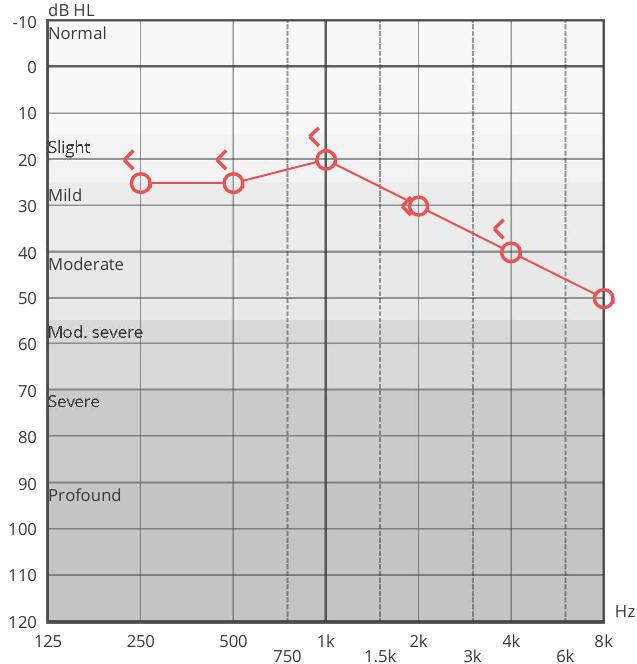 dB HL
-10
Normal
0
10
Slight
20
Mild
30
40
Moderate
50
Mod. severe
60
70
Severe
80
90
Profound
100
110
120
Hz
125 250 500 1k 2k 4k 8k
750 1.5k 3k 6k